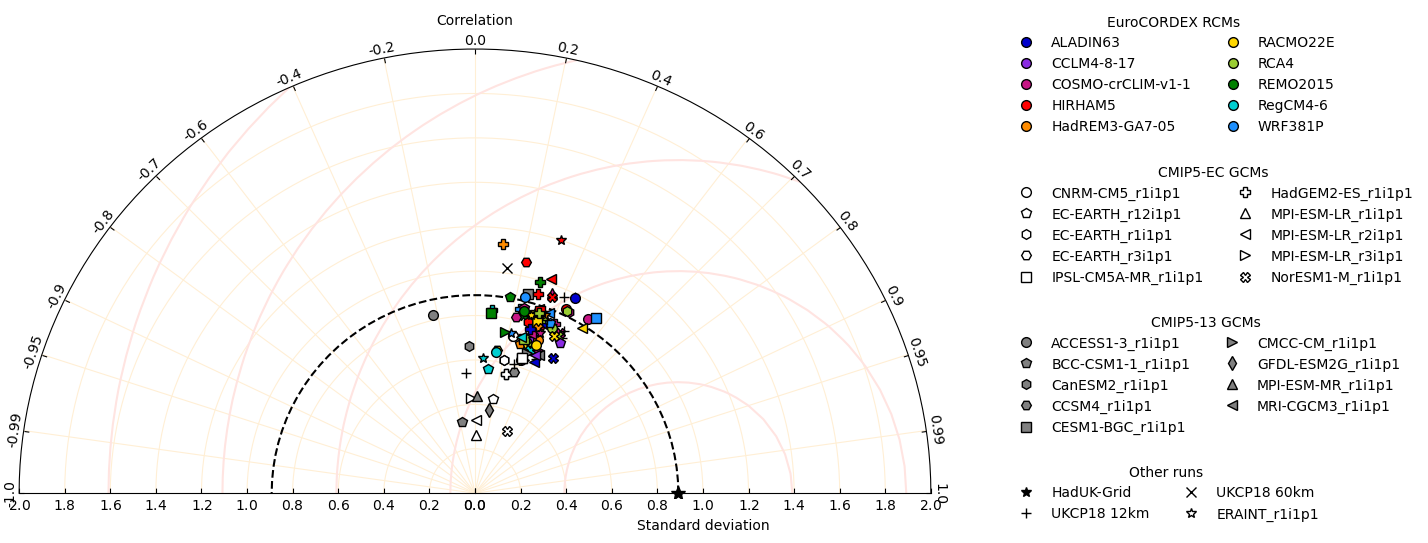 Correlation
-1.0
-0.99
-0.95
-0.9
-0.8
-0.7
-0.6
-0.4
-0.2
0.0
0.2
0.4
0.6
0.7
0.8
0.9
0.95
0.99
1.0
2.0 1.8 1.6 1.4 1.2 1.0 0.8 0.6 0.4 0.2 0.0 0.2 0.4 0.6 0.8 1.0 1.2 1.4 1.6 1.8 2.0
Standard deviation
EuroCORDEX RCMs
ALADIN63 RACMO22E
CCLM4-8-17 RCA4
COSMO-crCLIM-v1-1 REMO2015
HIRHAM5 RegCM4-6
HadREM3-GA7-05 WRF381P
CMIP5-EC GCMs
CNRM-CM5_r1i1p1 HadGEM2-ES_r1i1p1
EC-EARTH_r12i1p1 MPI-ESM-LR_r1i1p1
EC-EARTH_r1i1p1 MPI-ESM-LR_r2i1p1
EC-EARTH_r3i1p1 MPI-ESM-LR_r3i1p1
IPSL-CM5A-MR_r1i1p1 NorESM1-M_r1i1p1
CMIP5-13 GCMs
ACCESS1-3_r1i1p1 CMCC-CM_r1i1p1
BCC-CSM1-1_r1i1p1 GFDL-ESM2G_r1i1p1
CanESM2_r1i1p1 MPI-ESM-MR_r1i1p1
CCSM4_r1i1p1 MRI-CGCM3_r1i1p1
CESM1-BGC_r1i1p1
Other runs
HadUK-Grid UKCP18 60km
UKCP18 12km ERAINT_r1i1p1